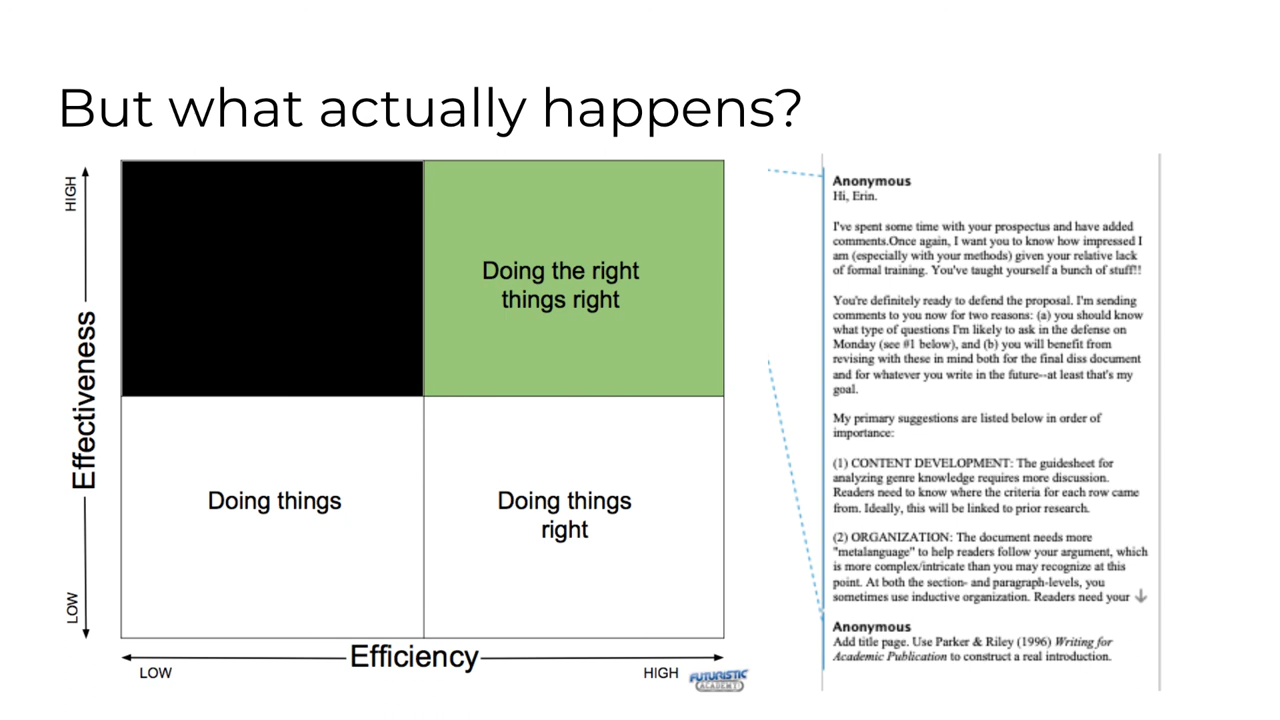 But what actually happens?
HIGH
Effectiveness
LOW
Doing the right
things right
Doing things
Doing things
right
LOW
Efficiency
HIGH
FUTURISTIC
ACADEMY
Anonymous
Hi, Erin.
I've spent some time with your prospectus and have added
comments.Once again, I want you to know how impressed I
am (especially with your methods) given your relative lack
of formal training. You've taught yourself a bunch of stuff!!
You're definitely ready to defend the proposal. I'm sending
comments to you now for two reasons: (a) you should know
what type of questions I'm likely to ask in the defense on
Monday (see #1 below), and (b) you will benefit from
revising with these in mind both for the final diss document
and for whatever you write in the future--at least that's my
goal.
My primary suggestions are listed below in order of
importance:
(1) CONTENT DEVELOPMENT: The guidesheet for
analyzing genre knowledge requires more discussion.
Readers need to know where the criteria for each row came
from. Ideally, this will be linked to prior research.
(2) ORGANIZATION: The document needs more
"metalanguage" to help readers follow your argument, which
is more complex/intricate than you may recognize at this
point. At both the section- and paragraph-levels, you
sometimes use inductive organization. Readers need your
Anonymous
Add title page. Use Parker & Riley (1996) Writing for
Academic Publication to construct a real introduction.